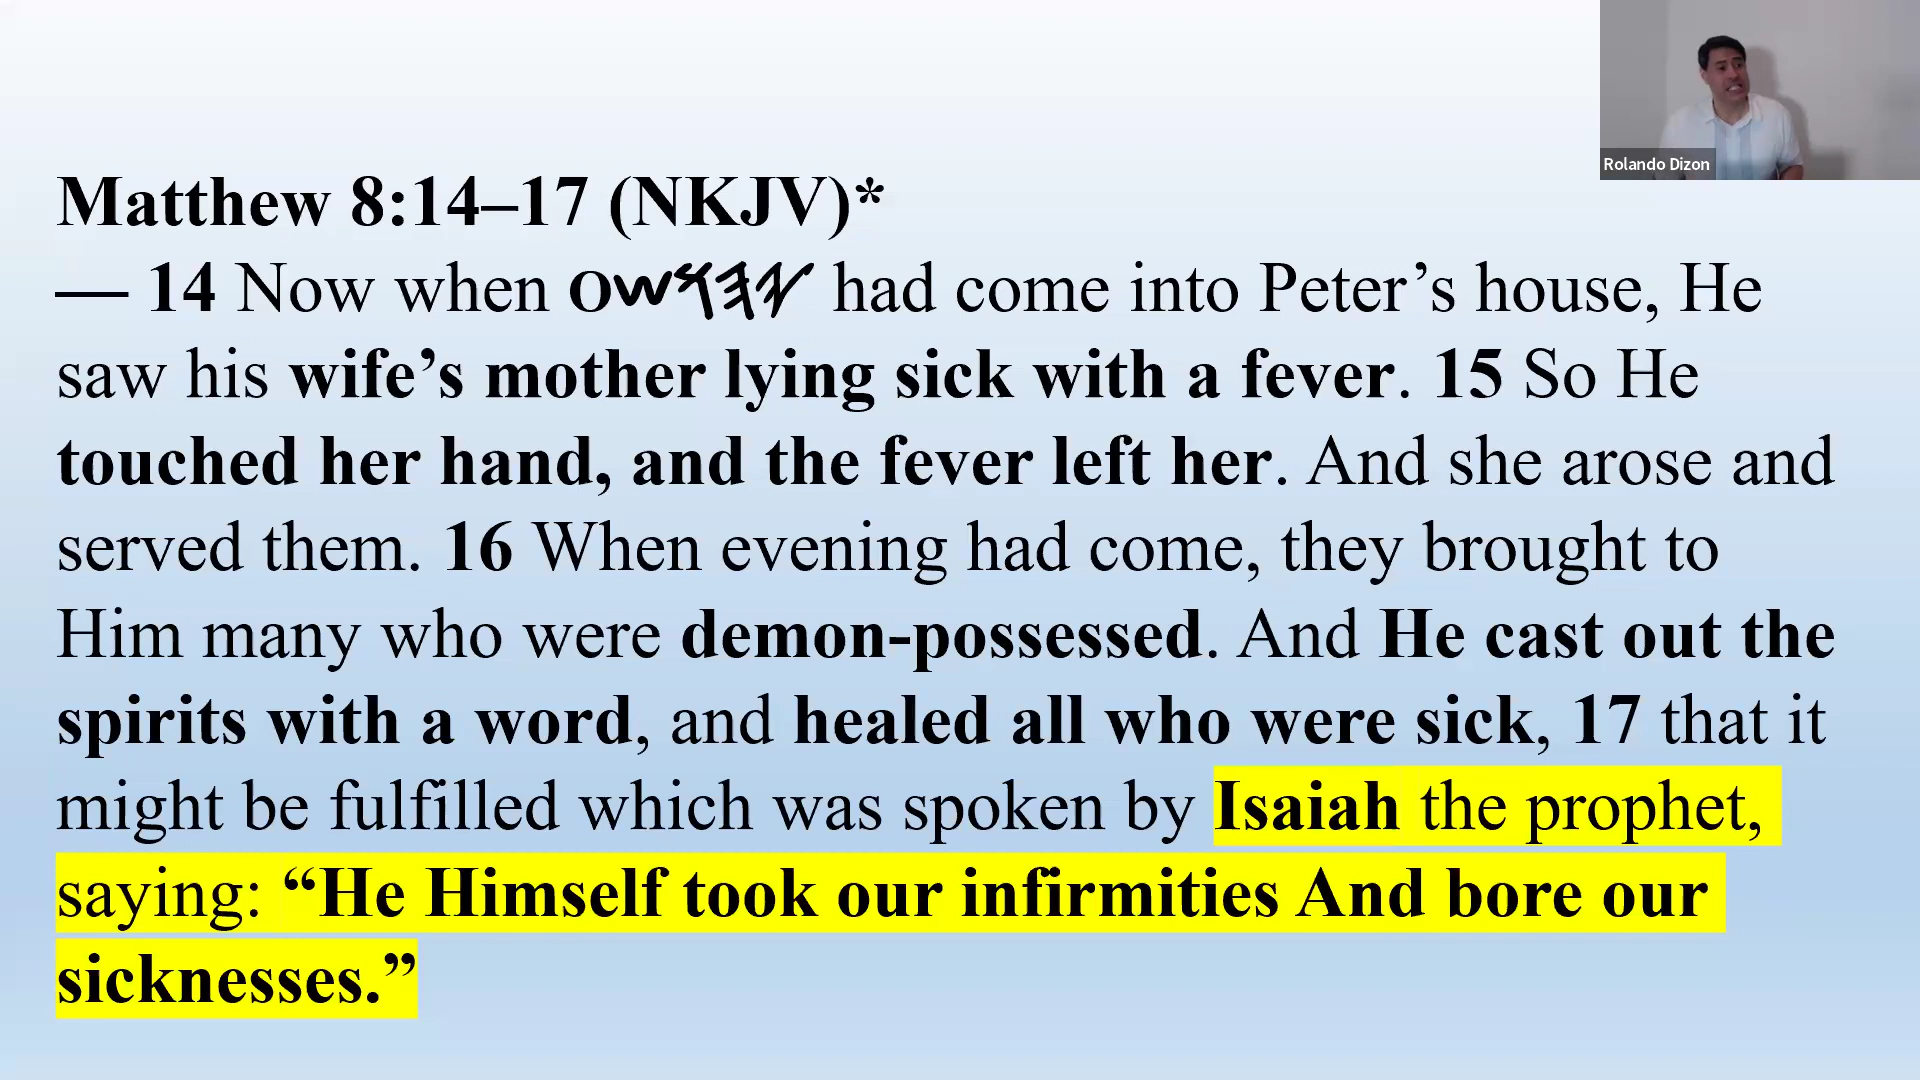 Rolando Dizon
Matthew 8:14–17 (NKJV)*
— 14 Now when 𐤉𐤄𐤅𐤔𐤏 had come into Peter’s house, He
saw his wife’s mother lying sick with a fever. 15 So He
touched her hand, and the fever left her. And she arose and
served them. 16 When evening had come, they brought to
Him many who were demon-possessed. And He cast out the
spirits with a word, and healed all who were sick, 17 that it
might be fulfilled which was spoken by Isaiah the prophet,
saying: “He Himself took our infirmities And bore our
sicknesses.”